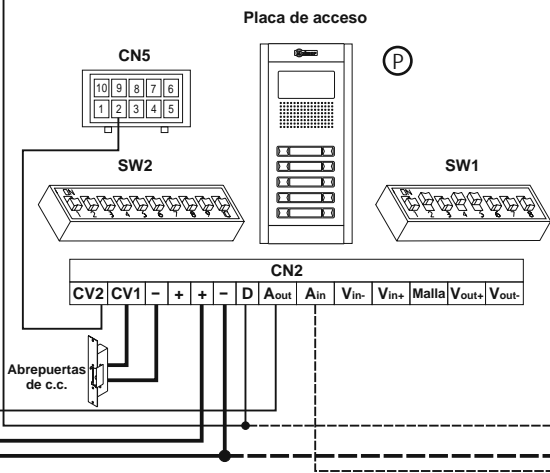 Placa de acceso
P
CN5
10 9 8 7 6
1 2 3 4 5
SW2
SW1
CN2
CV2 CV1 − + + − D Aout Ain Vin- Vin+ Malla Vout+ Vout-
Abrepuertas
de c.c.